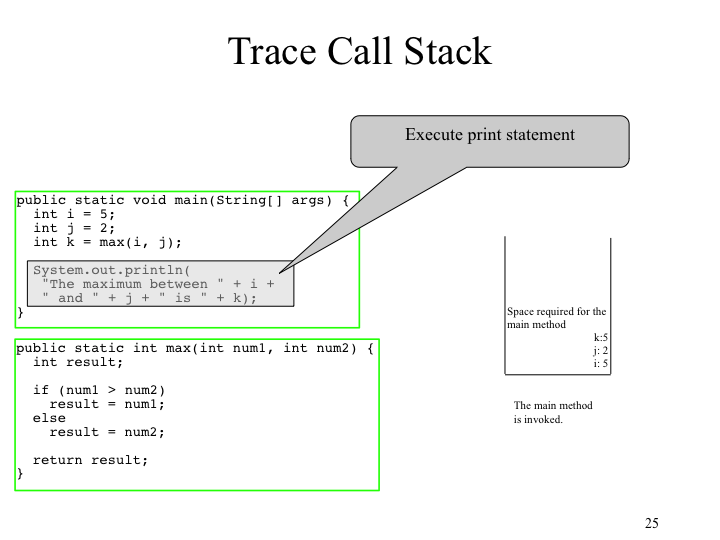 Trace Call Stack
Execute print statement
public static void main(String[] args) {
int i = 5;
int j = 2;
int k = max(i, j);
System.out.println(
"The maximum between " + i +
" and " + j + " is " + k);
}
public static int max(int num1, int num2) {
int result;
if (num1 > num2)
result = num1;
else
result = num2;
return result;
}
Space required for the
main method
k:5
j: 2
i: 5
The main method
is invoked.
25